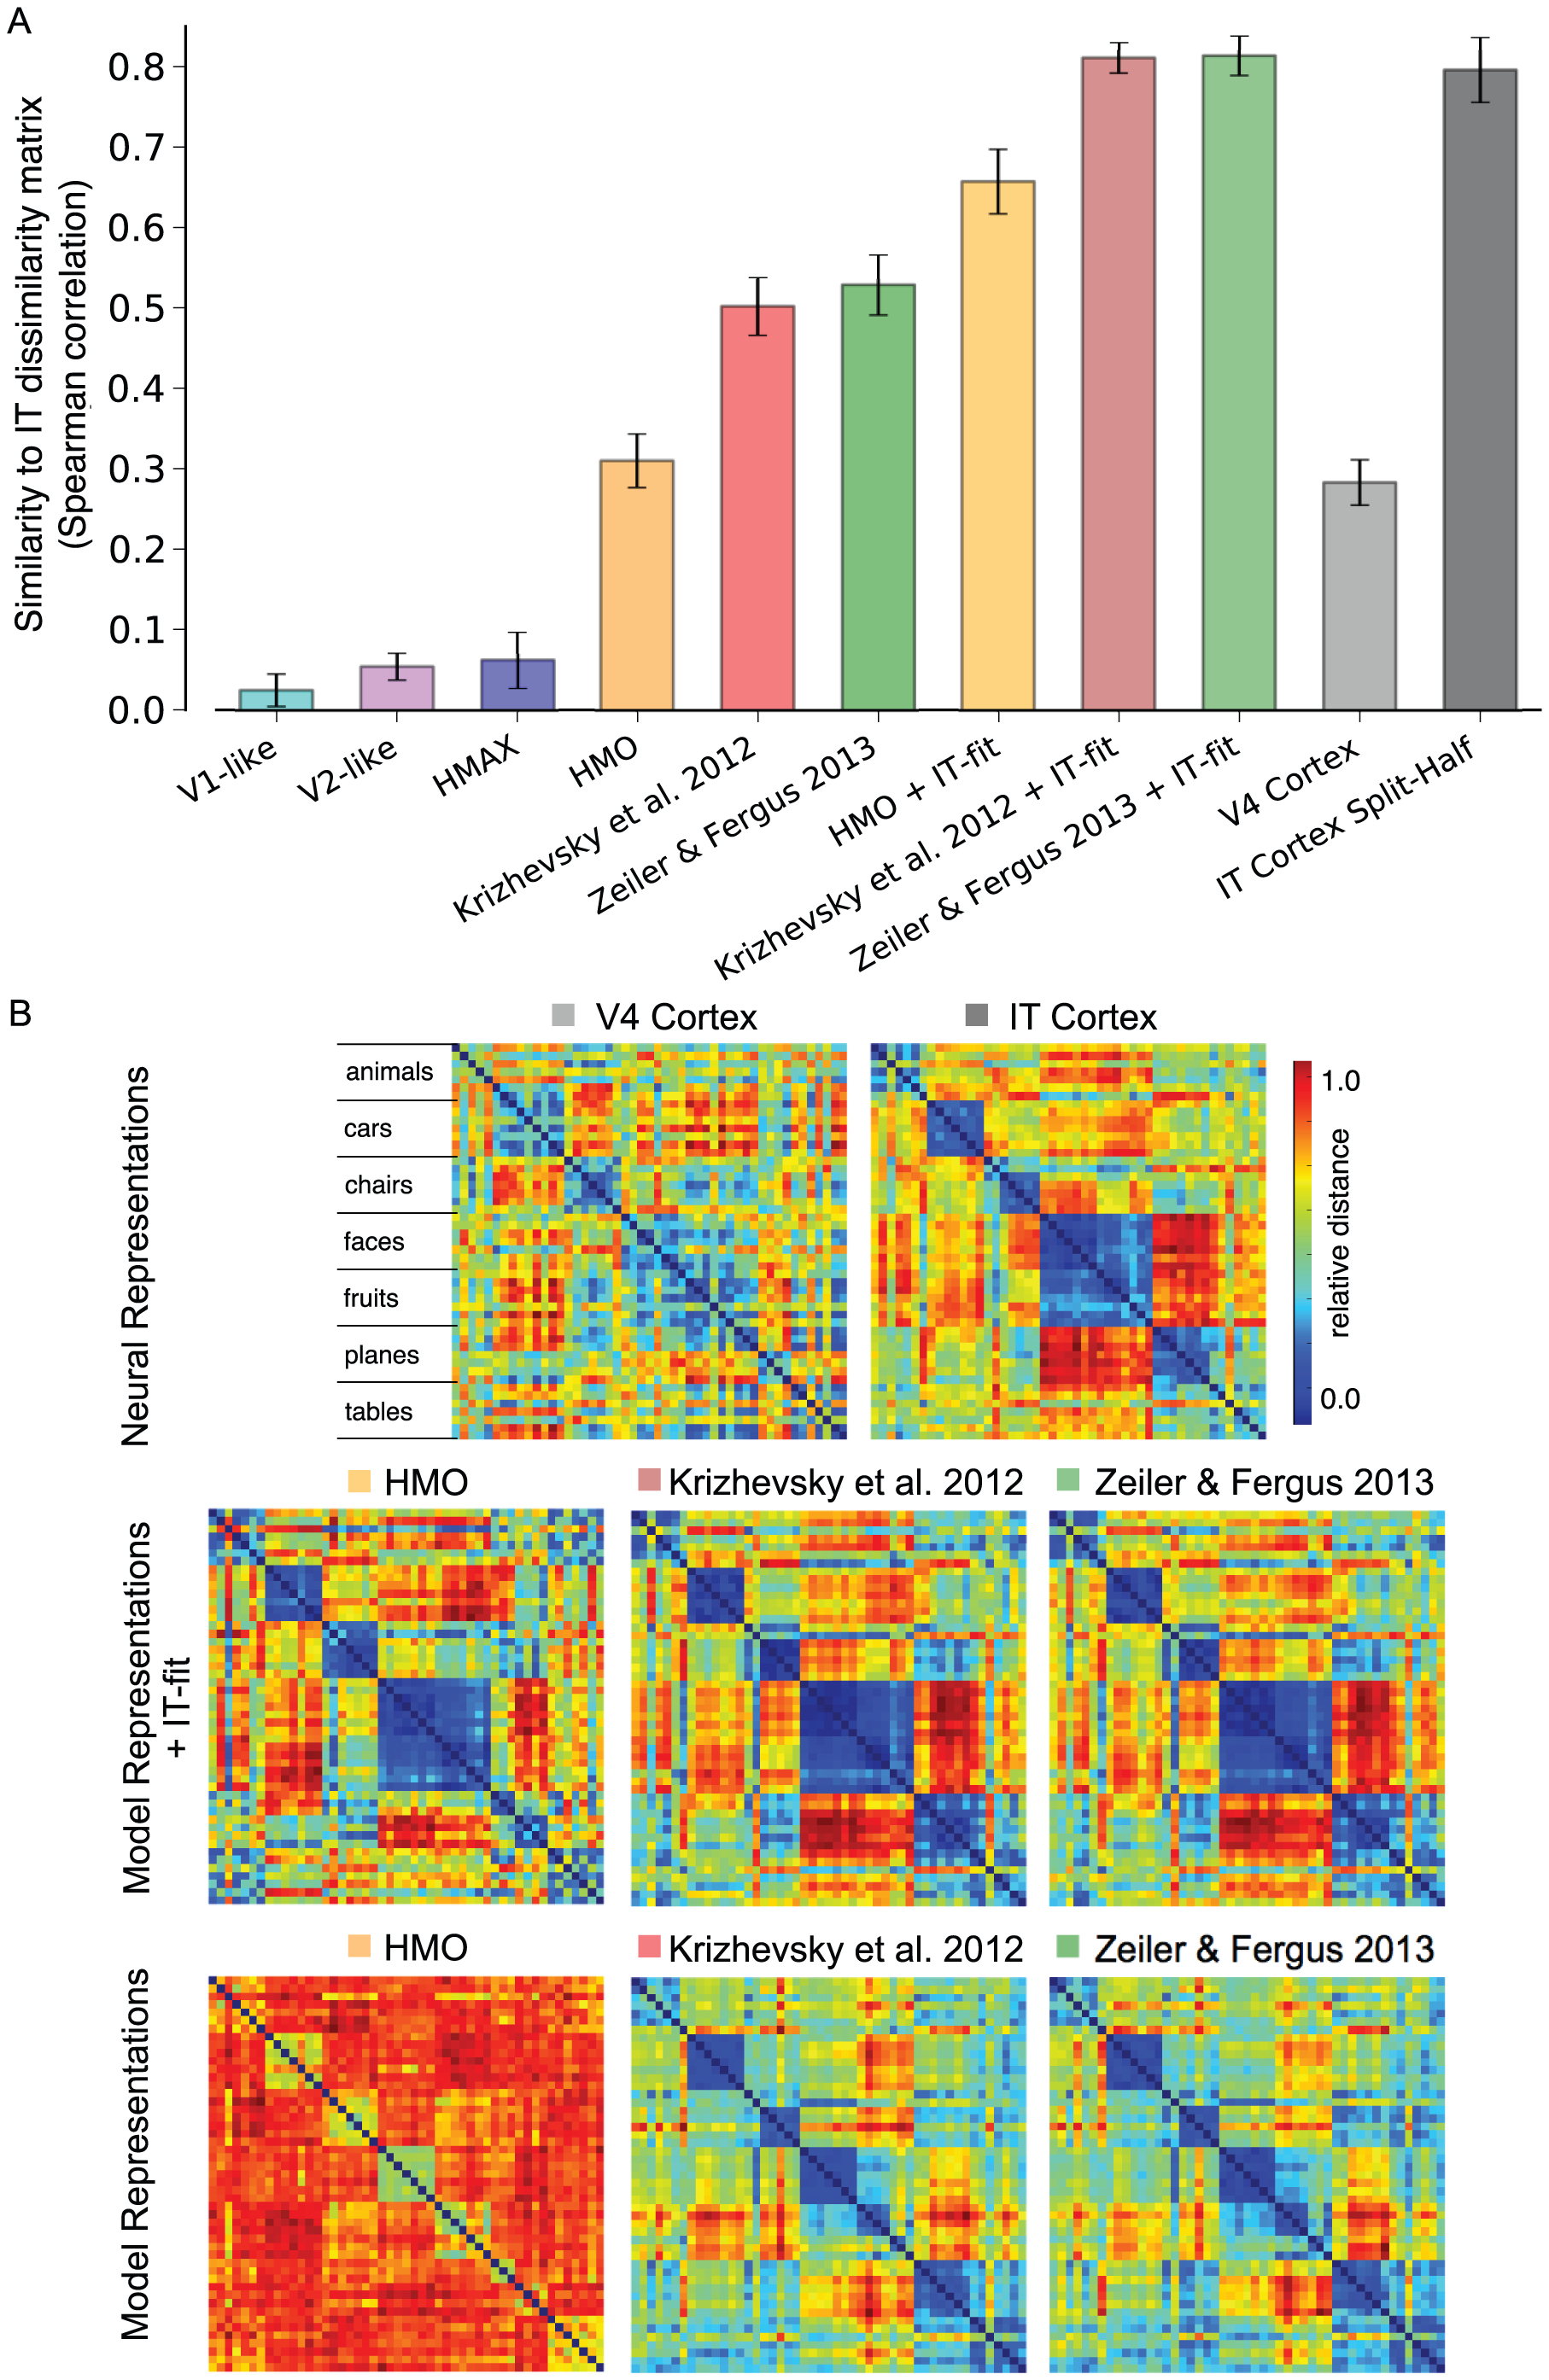 A
Similarity to IT dissimilarity matrix
(Spearman correlation)
0.8
0.7
0.6
0.5
0.4
0.3
0.2
0.1
0.0
V1-like
V2-like
HMAX
HMO
Krizhevsky et al. 2012
Zeiler & Fergus 2013
HMO + IT-fit
Krizhevsky et al. 2012 + IT-fit
Zeiler & Fergus 2013 + IT-fit
V4 Cortex
IT Cortex Split-Half
B
Neural Representations
V4 Cortex
IT Cortex
animals
cars
chairs
faces
fruits
planes
tables
1.0
relative distance
0.0
Model Representations
+ IT-fit
HMO
Krizhevsky et al. 2012
Zeiler & Fergus 2013
Model Representations
HMO
Krizhevsky et al. 2012
Zeiler & Fergus 2013